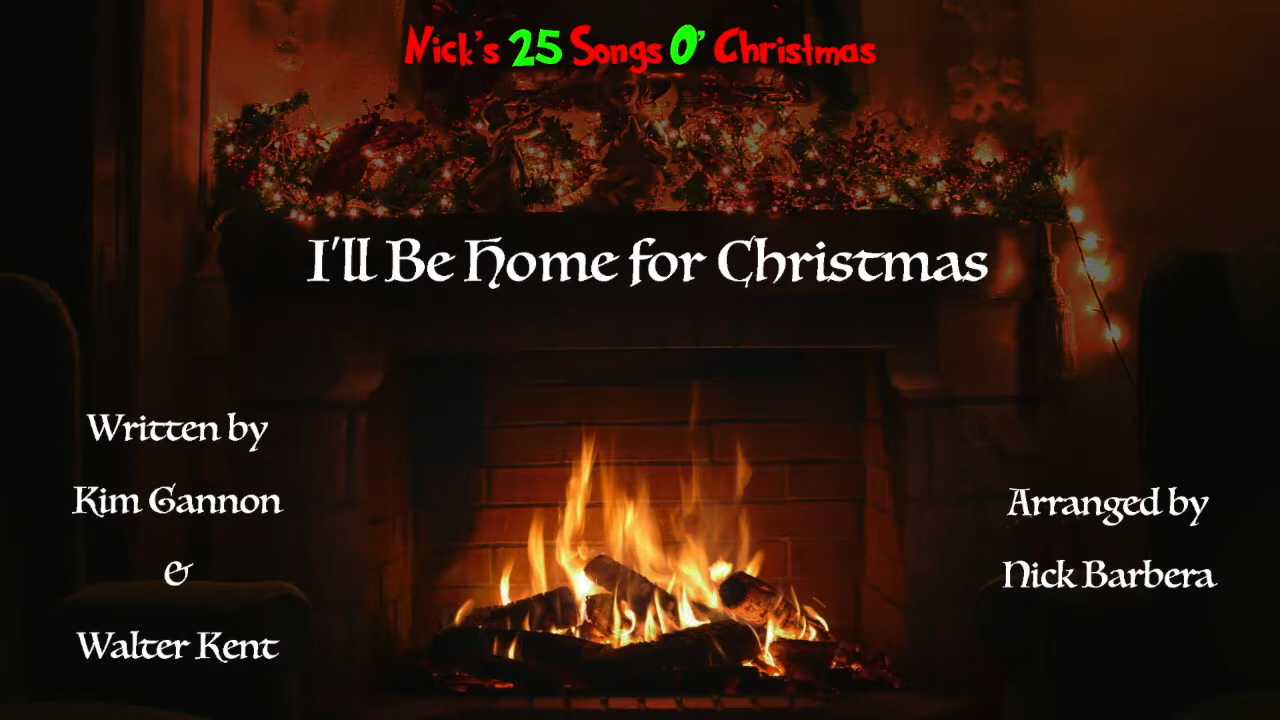 Nick's 25 Songs O' Christmas
I'll Be Home for Christmas
Written by
Kim Gannon
&
Walter Kent
Arranged by
Nick Barbera